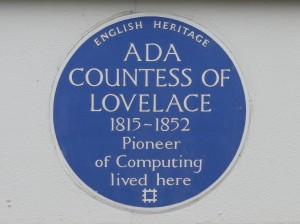 ENGLISH HERITAGE
ADA
COUNTESS OF
LOVELACE
1815~1852
Pioneer
of Computing
lived here